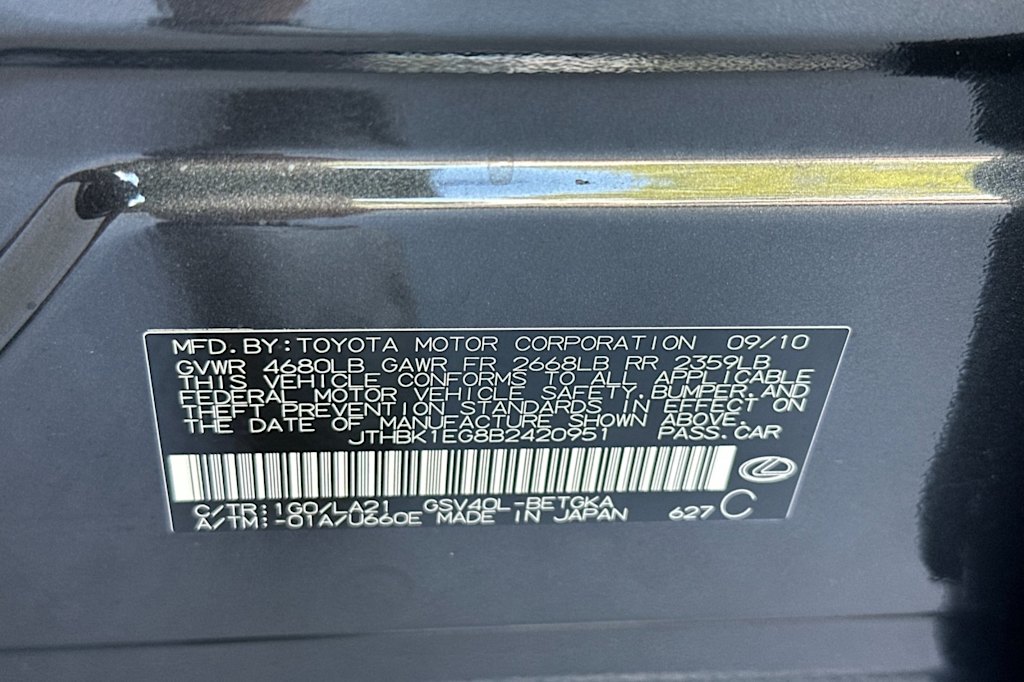 MFD.BY:TOYOTA MOTOR CORPORATION 09/10
GVWR 4680LB GAWR FR 2668LB RR 2359LB
THIS VEHICLE CONFORMS TO ALL APPLICABLE
FEDERAL MOTOR VEHICLE SAFETY,BUMPER,AND
THEFT PREVENTION STANDARDS IN EFFECT ON
THE DATE OF MANUFACTURE SHOWN ABOVE.
JTHBK1EG8B2420951 PASS.CAR
C/TR:1G0/LA21 GSV40L-BETGKA
A/TM:-01A/U660E MADE IN JAPAN 627 C